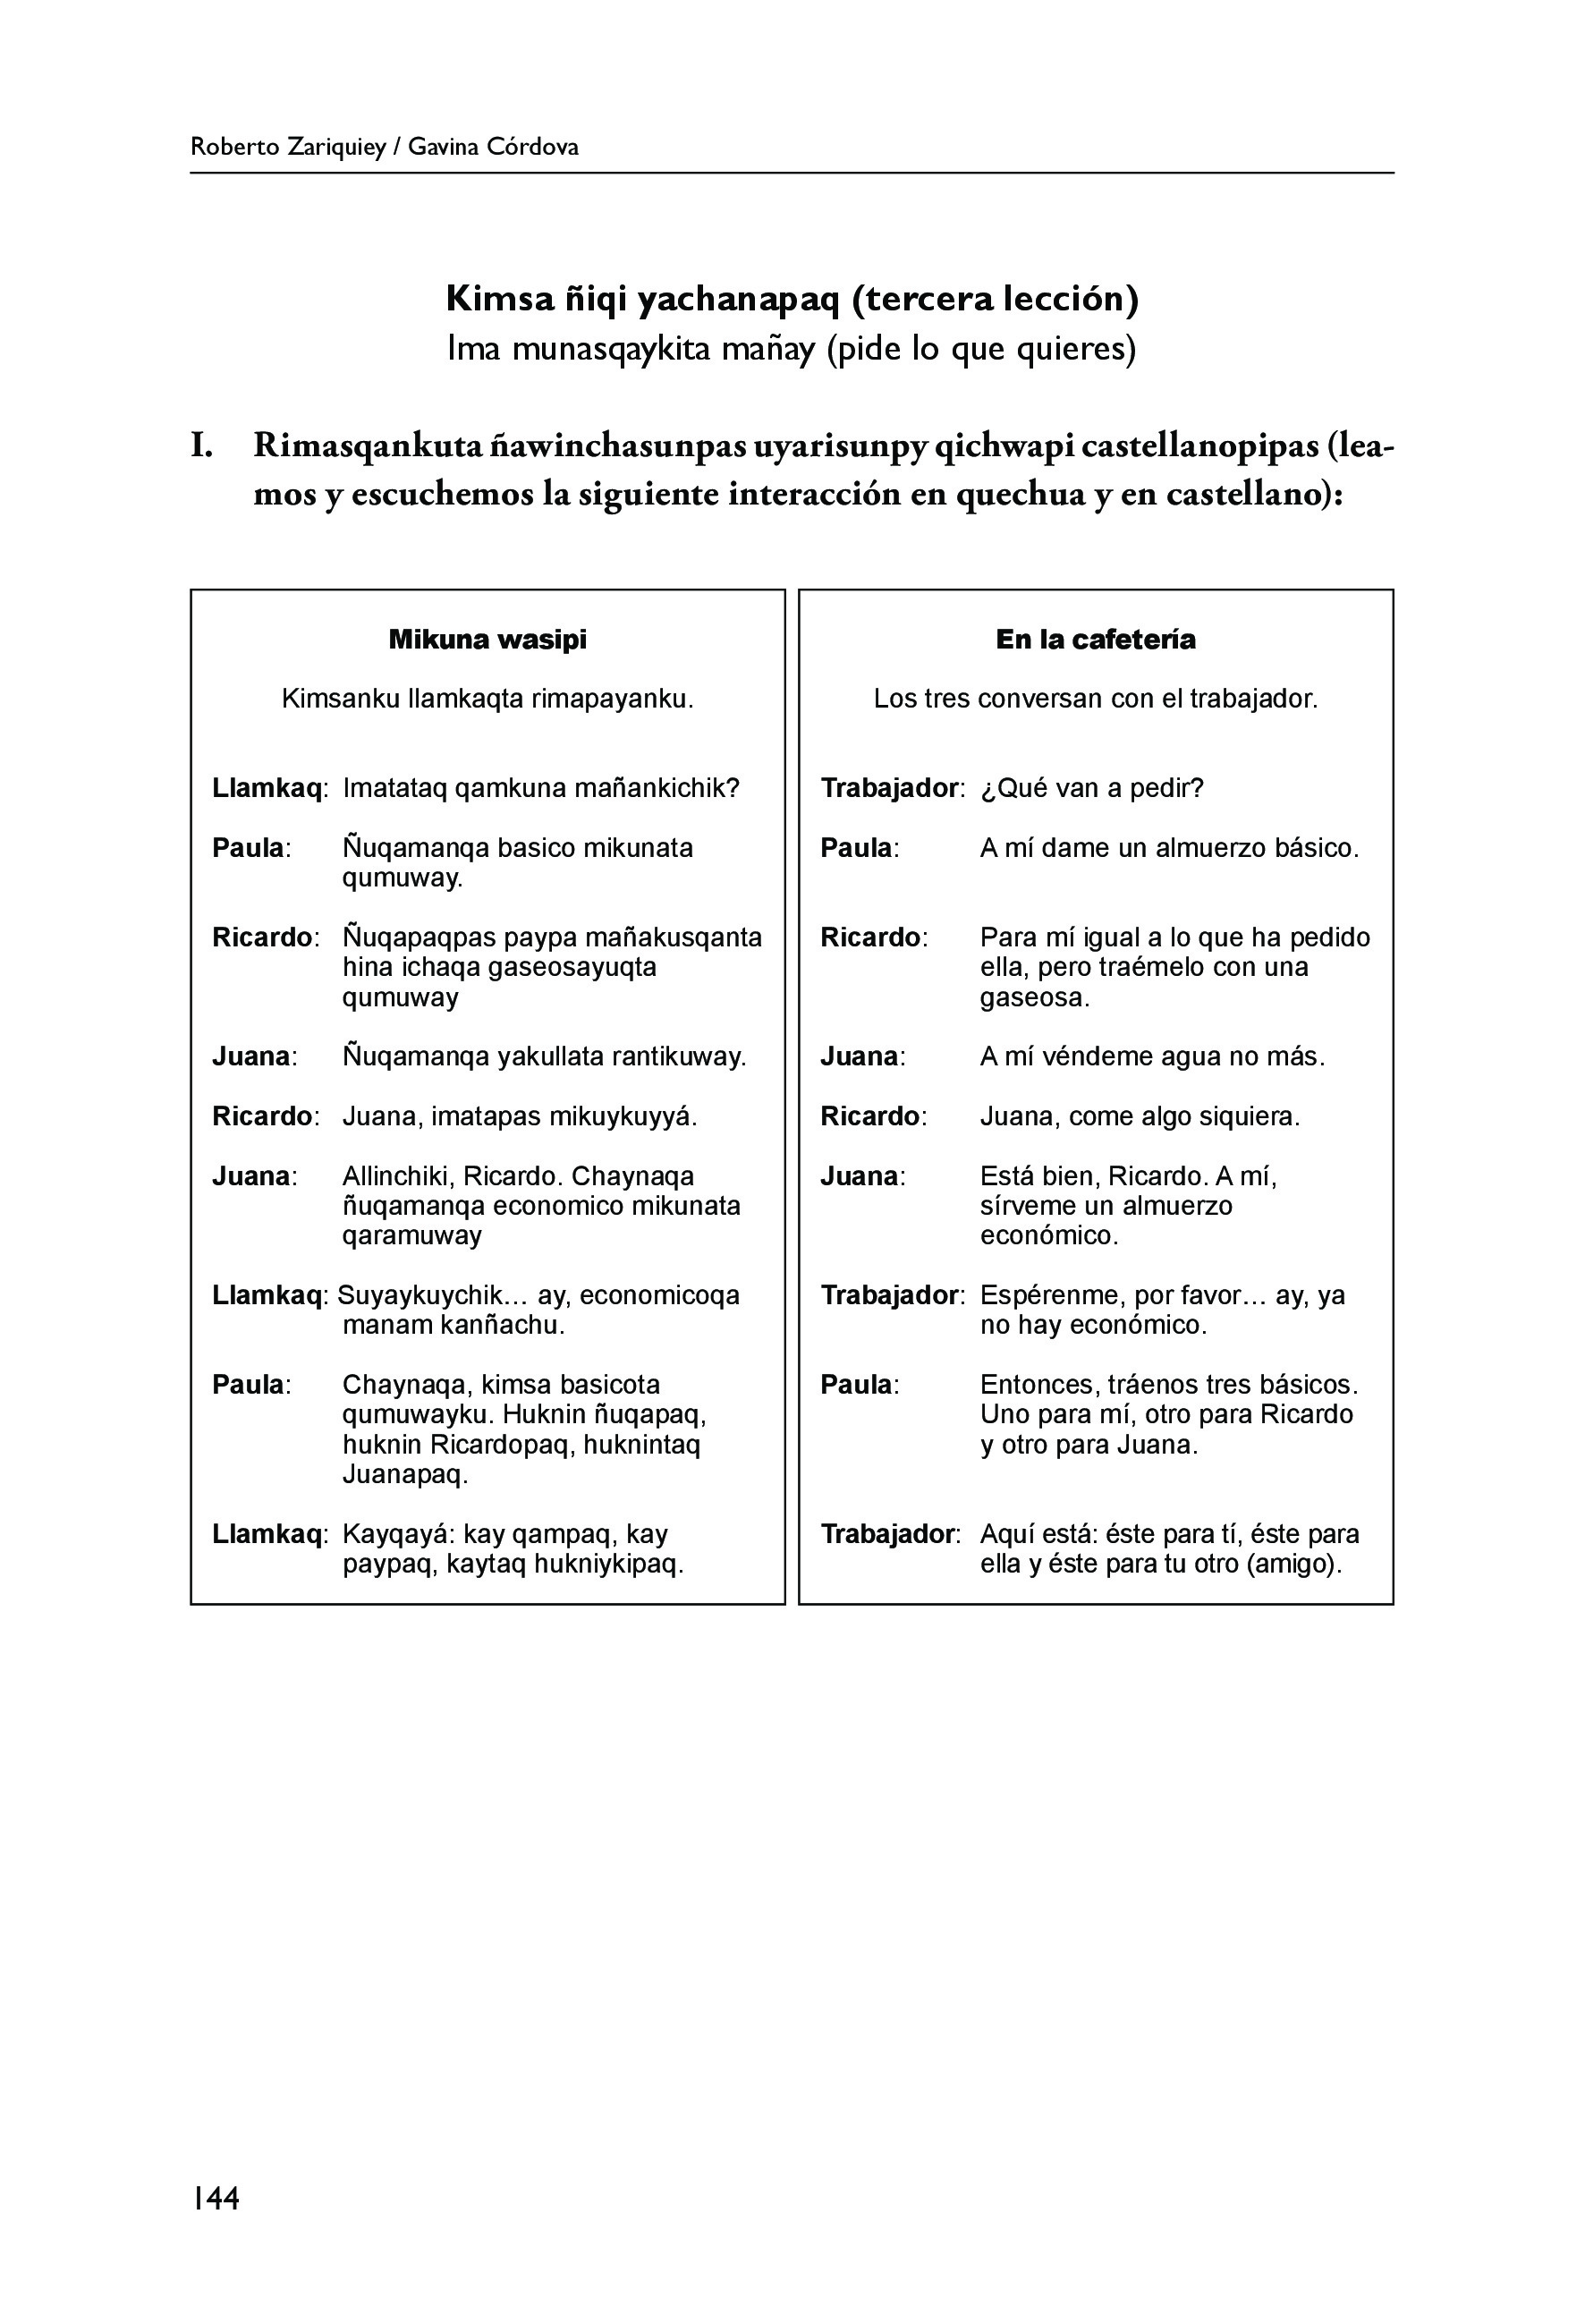 Roberto Zariquiey / Gavina Córdova
Kimsa ñiqi yachanapaq (tercera lección)
Ima munasqaykita mañay (pide lo que quieres)
I. Rimasqankuta ñawinchasunpas uyarisunpy qichwapi castellanopipas (lea-
mos y escuchemos la siguiente interacción en quechua y en castellano):
Mikuna wasipi
Kimsanku llamkaqta rimapayanku.
Llamkaq: Imatataq qamkuna mañankichik?
Paula: Ñuqamanqa basico mikunata
qumuway.
Ricardo: Ñuqapaqpas paypa mañakusqanta
hina ichaqa gaseosayuqta
qumuway
Juana: Ñuqamanqa yakullata rantikuway.
Ricardo: Juana, imatapas mikuykuyyá.
Juana: Allinchiki, Ricardo. Chaynaqa
ñuqamanqa economico mikunata
qaramuway
Llamkaq: Suyaykuychik… ay, economicoqa
manam kanñachu.
Paula: Chaynaqa, kimsa basicota
qumuwayku. Huknin ñuqapaq,
huknin Ricardopaq, huknintaq
Juanapaq.
Llamkaq: Kayqayá: kay qampaq, kay
paypaq, kaytaq hukniykipaq.
En la cafetería
Los tres conversan con el trabajador.
Trabajador: ¿Qué van a pedir?
Paula: A mí dame un almuerzo básico.
Ricardo: Para mí igual a lo que ha pedido
ella, pero traémelo con una
gaseosa.
Juana: A mí véndeme agua no más.
Ricardo: Juana, come algo siquiera.
Juana: Está bien, Ricardo. A mí,
sírveme un almuerzo
económico.
Trabajador: Espérenme, por favor… ay, ya
no hay económico.
Paula: Entonces, tráenos tres básicos.
Uno para mí, otro para Ricardo
y otro para Juana.
Trabajador: Aquí está: éste para tí, éste para
ella y éste para tu otro (amigo).
144